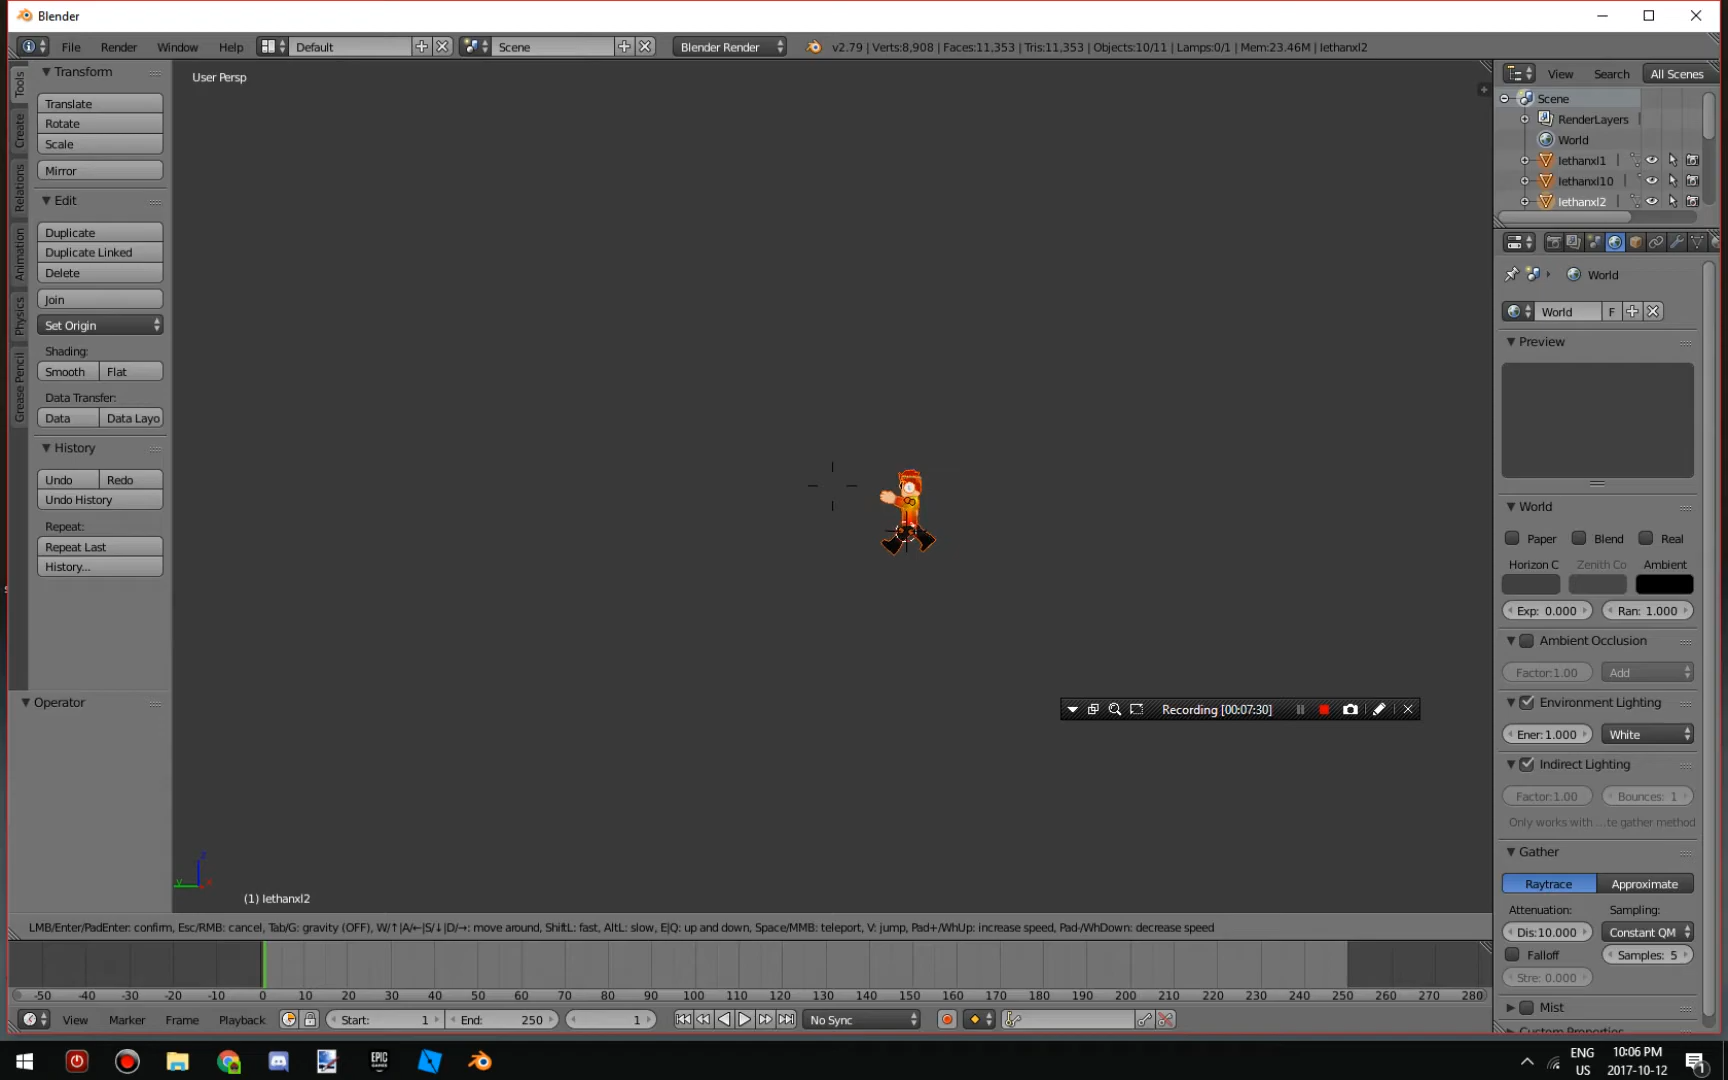 Blender
File Render Window Help Default Scene Blender Render v2.79 | Verts:8,908 | Faces:11,353 | Tris:11,353 | Objects:10/11 | Lamps:0/1 | Mem:23.46M | lethanxl2
Tools
Create
Relations
Animation
Physics
Grease Pencil
Transform
Translate
Rotate
Scale
Mirror
Edit
Duplicate
Duplicate Linked
Delete
Join
Set Origin
Shading:
Smooth Flat
Data Transfer:
Data Data Layo
History
Undo Redo
Undo History
Repeat:
Repeat Last
History...
Operator
User Persp
Recording [00:07:30]
z
y
(1) lethanxl2
LMB/Enter/PadEnter: confirm, Esc/RMB: cancel, Tab/G: gravity (OFF), W/↑|A/←|S/↓|D/→: move around, ShiftL: fast, AltL: slow, E|Q: up and down, Space/MMB: teleport, V: jump, Pad+/WhUp: increase speed, Pad-/WhDown: decrease speed
View Search All Scenes
Scene
RenderLayers
World
lethanxl1
lethanxl10
lethanxl2
World
World F
Preview
World
Paper Blend Real
Horizon C Zenith Co Ambient
Exp: 0.000 Ran: 1.000
Ambient Occlusion
Factor:1.00 Add
Environment Lighting
Ener:1.000 White
Indirect Lighting
Factor:1.00 Bounces: 1
Only works with ...te gather method
Gather
Raytrace Approximate
Attenuation: Sampling:
Dis:10.000 Constant QM
Falloff Samples: 5
Stre: 0.000
Mist
Custom Properties
-50 -40 -30 -20 -10 0 10 20 30 40 50 60 70 80 90 100 110 120 130 140 150 160 170 180 190 200 210 220 230 240 250 260 270 280
View Marker Frame Playback Start: 1 End: 250 1 No Sync
EPIC GAMES
ENG
US
10:06 PM
2017-10-12
1